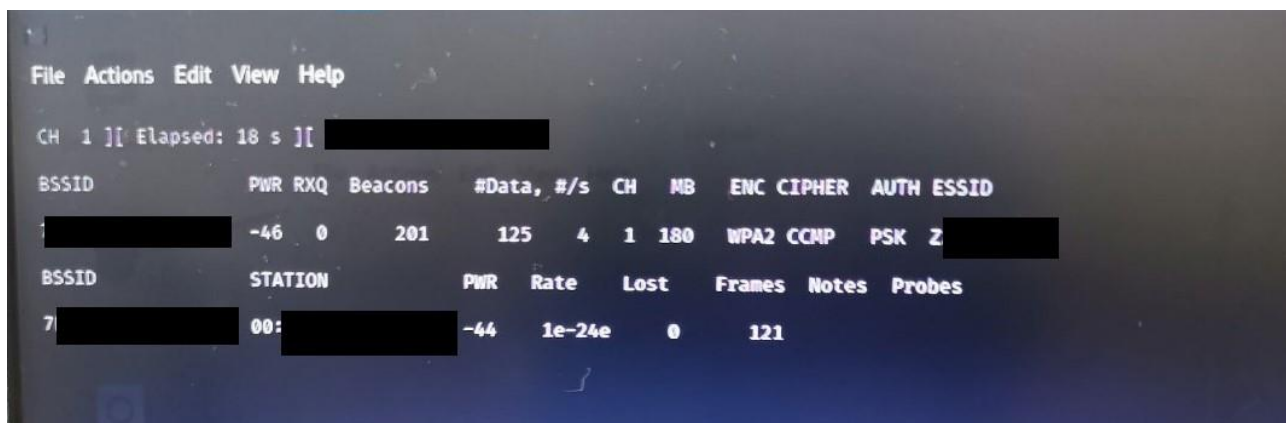 File Actions Edit View Help
CH 1 ][ Elapsed: 18 s ][
BSSID PWR RXQ Beacons #Data, #/s CH MB ENC CIPHER AUTH ESSID
7 -46 0 201 125 4 1 180 WPA2 CCMP PSK Z
BSSID STATION PWR Rate Lost Frames Notes Probes
7 00: -44 1e-24e 0 121